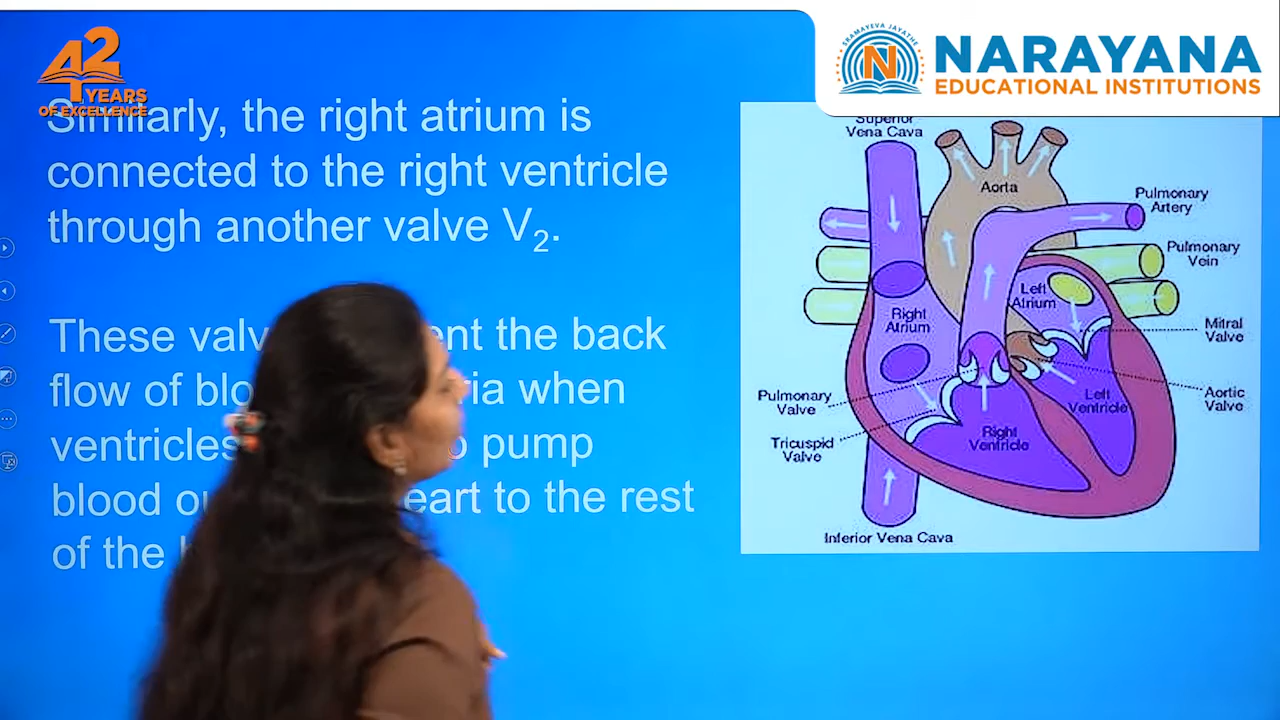 42
YEARS
OF EXCELLENCE
SRAMAYEVA JAYATHE
N
NARAYANA
EDUCATIONAL INSTITUTIONS
Similarly, the right atrium is
connected to the right ventricle
through another valve V2.
These valv ent the back
flow of blo ria when
ventricles o pump
blood ou eart to the rest
of the
Superior
Vena Cava
Aorta
Pulmonary
Artery
Pulmonary
Vein
Left
Atrium
Right
Atrium
Mitral
Valve
Pulmonary
Valve
Left
Ventricle
Aortic
Valve
Tricuspid
Valve
Right
Ventricle
Inferior Vena Cava